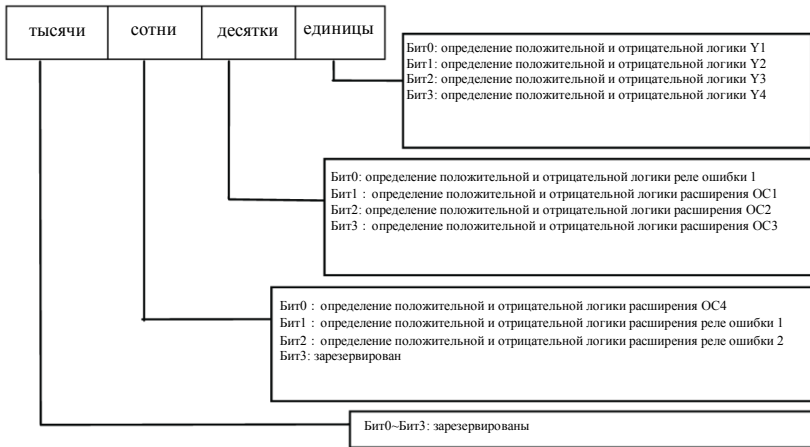 тысячи сотни десятки единицы
Бит0: определение положительной и отрицательной логики Y1
Бит1: определение положительной и отрицательной логики Y2
Бит2: определение положительной и отрицательной логики Y3
Бит3: определение положительной и отрицательной логики Y4
Бит0: определение положительной и отрицательной логики реле ошибки 1
Бит1 : определение положительной и отрицательной логики расширения ОС1
Бит2: определение положительной и отрицательной логики расширения ОС2
Бит3 : определение положительной и отрицательной логики расширения ОС3
Бит0 : определение положительной и отрицательной логики расширения ОС4
Бит1 : определение положительной и отрицательной логики расширения реле ошибки 1
Бит2 : определение положительной и отрицательной логики расширения реле ошибки 2
Бит3: зарезервирован
Бит0~Бит3: зарезервированы